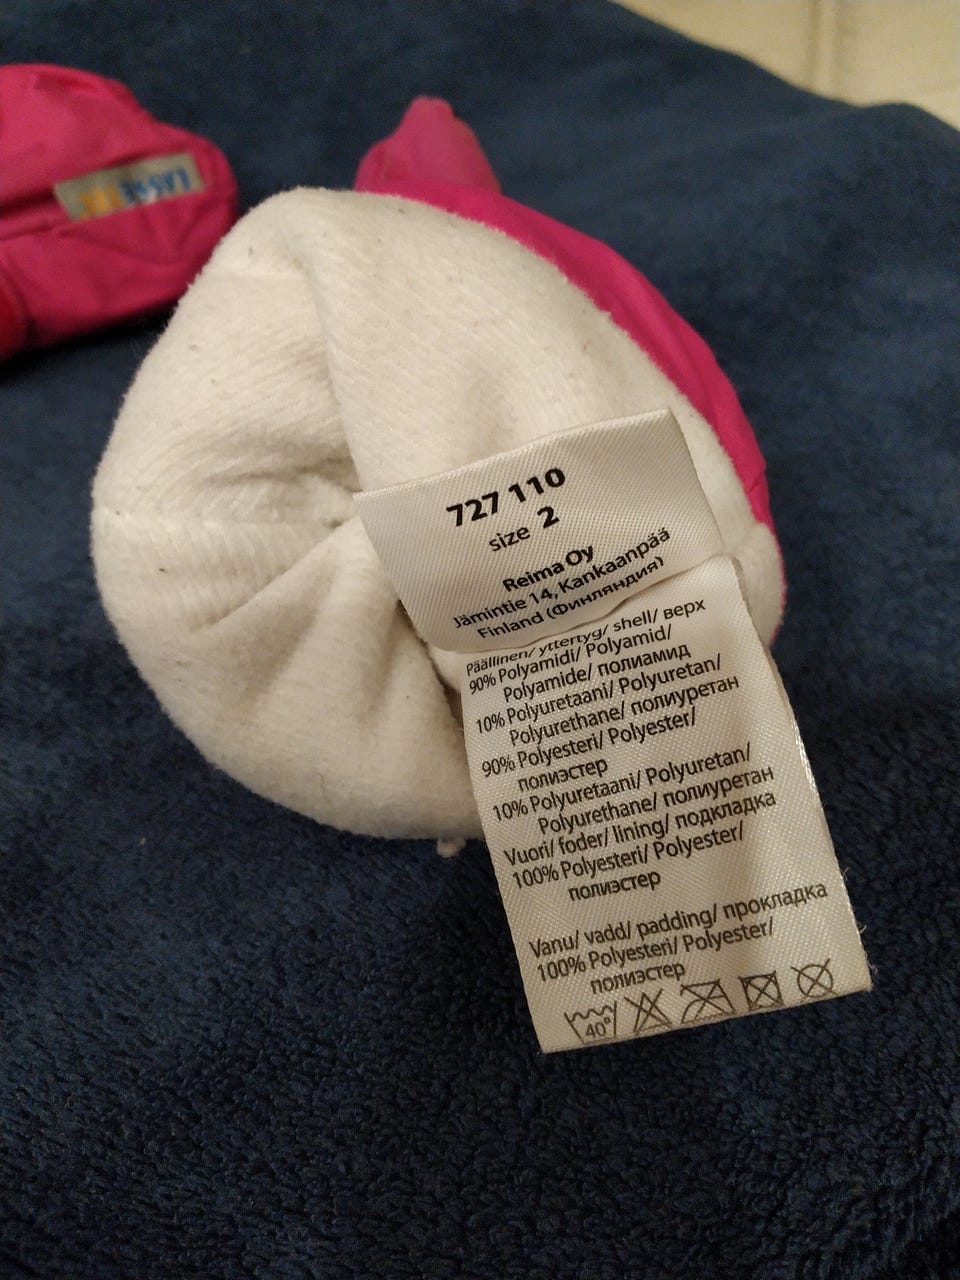 LASSIE
727 110
size 2
Reima Oy
Jämintie 14, Kankaanpää
Finland (Финляндия)
Päällinen/ yttertyg/ shell/ верх
90% Polyamidi/ Polyamid/
Polyamide/ полиамид
10% Polyuretaani/ Polyuretan/
Polyurethane/ полиуретан
90% Polyesteri/ Polyester/
полиэстер
10% Polyuretaani/ Polyuretan/
Polyurethane/ полиуретан
Vuori/ foder/ lining/ подкладка
100% Polyesteri/ Polyester/
полиэстер
Vanu/ vadd/ padding/ прокладка
100% Polyesteri/ Polyester/
полиэстер
40°